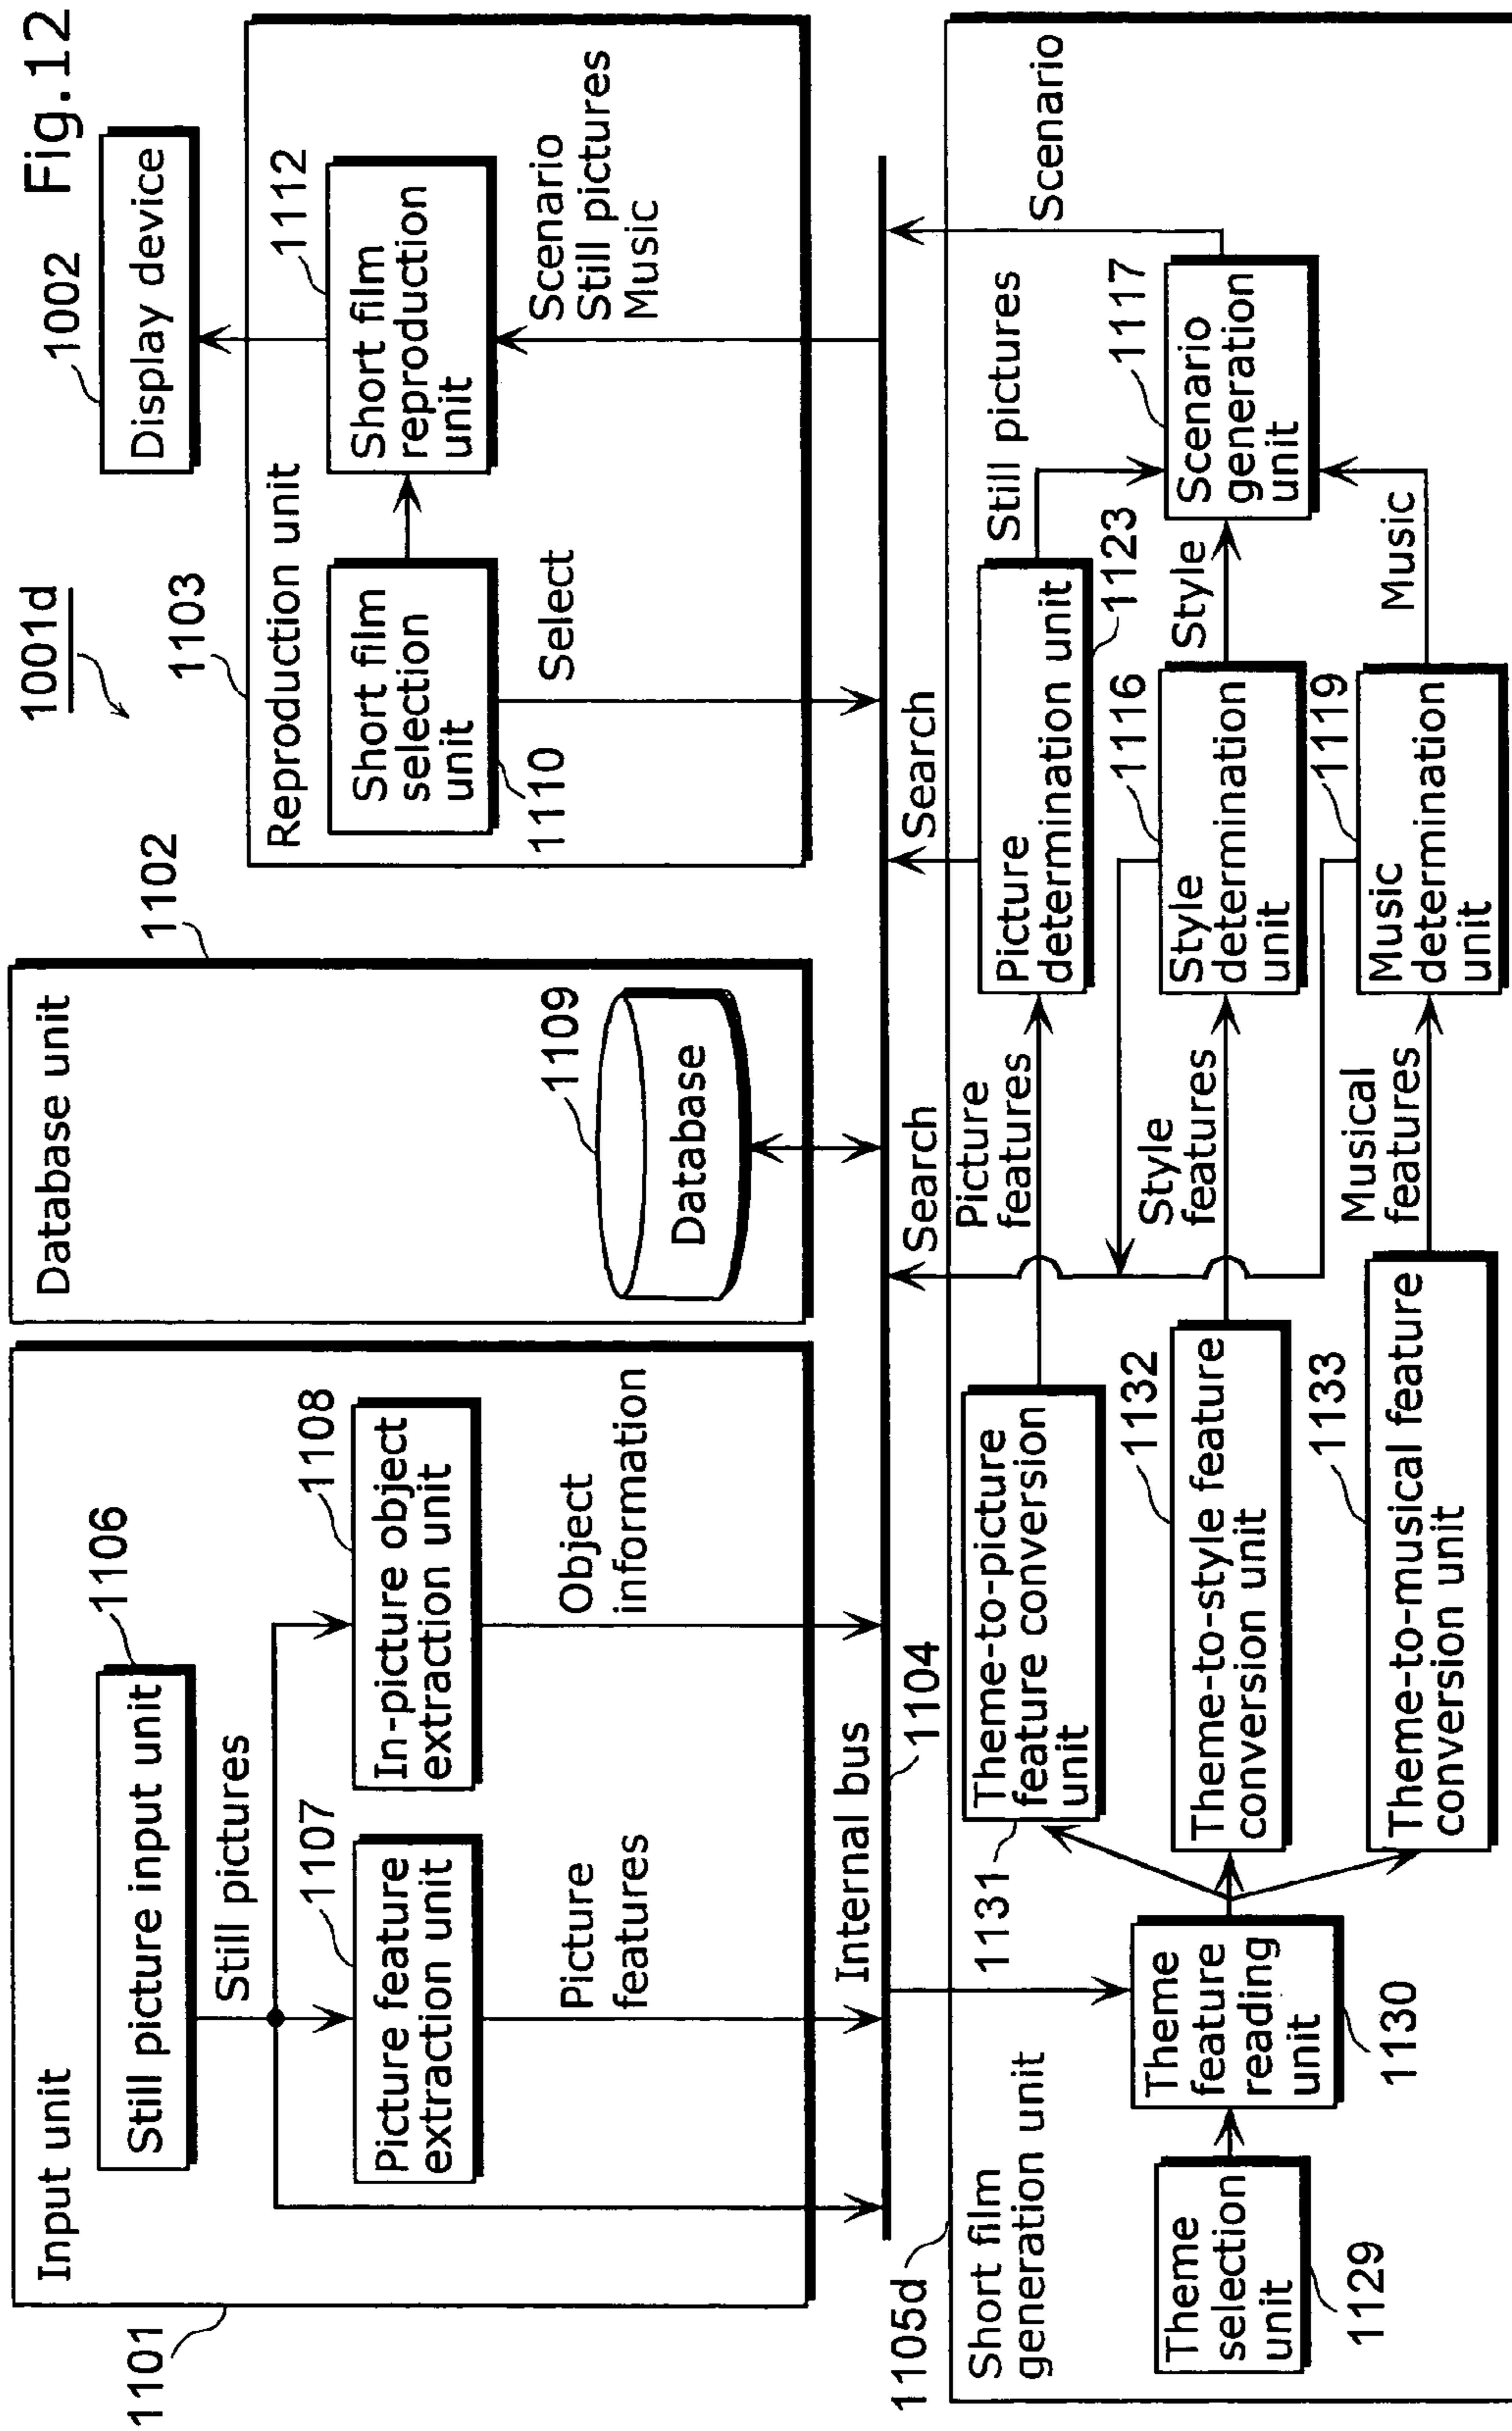 Fig.12
1001d
1002
Display device
1101
Input unit
1106
Still picture input unit
Still pictures
1107
Picture feature
extraction unit
1108
In-picture object
extraction unit
Picture
features
Object
information
1102
Database unit
1109
Database
1103
Reproduction unit
Short film
selection
unit
1110
Select
1112
Short film
reproduction
unit
Scenario
Still pictures
Music
Internal bus
1104
1105d
Short film
generation unit
Theme
selection
unit
1129
Theme
feature
reading
unit
1130
1131
Theme-to-picture
feature conversion
unit
1132
Theme-to-style feature
conversion unit
1133
Theme-to-musical feature
conversion unit
Search
Picture
features
Style
features
Musical
features
Search
Picture
determination unit
1123
Style
determination
unit
1116
Music
determination
unit
1119
Still pictures
Style
Music
1117
Scenario
generation
unit
Scenario